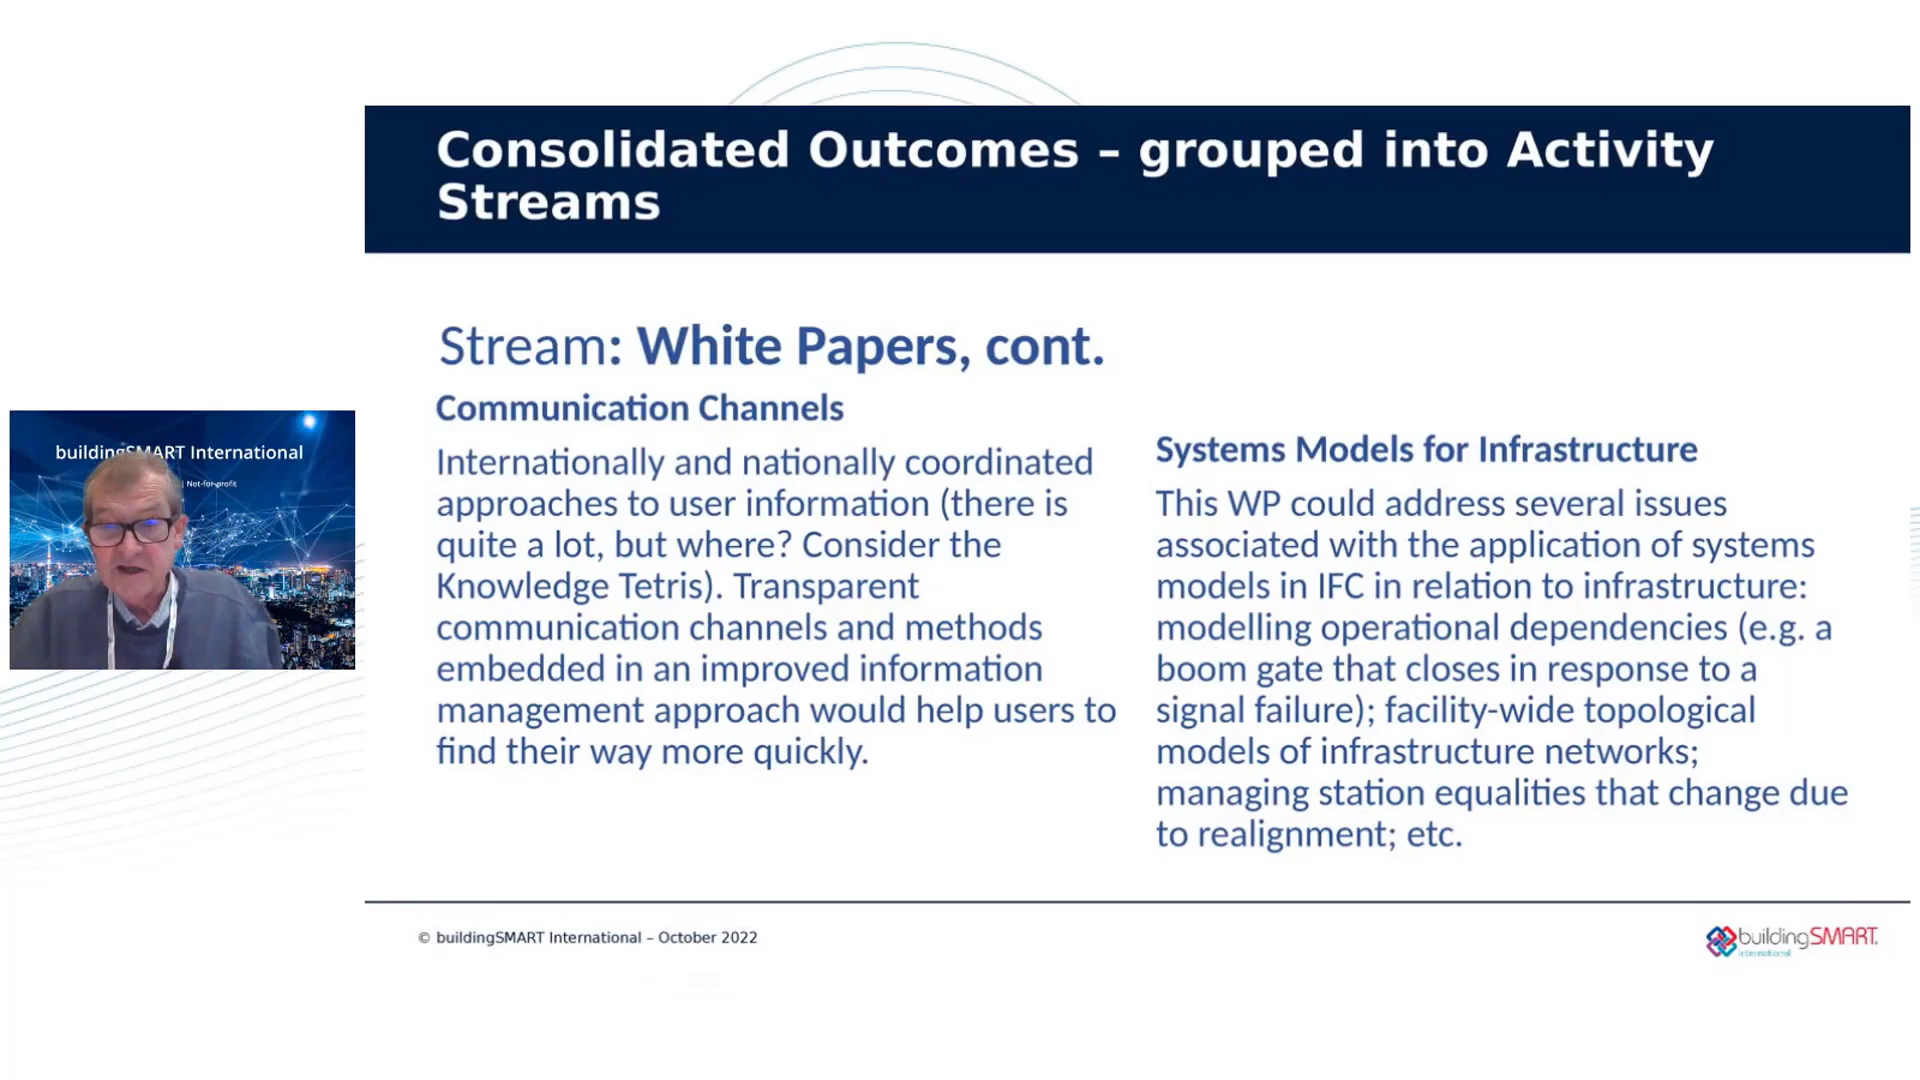 Consolidated Outcomes – grouped into Activity
Streams
Stream: White Papers, cont.
Communication Channels
Internationally and nationally coordinated
approaches to user information (there is
quite a lot, but where? Consider the
Knowledge Tetris). Transparent
communication channels and methods
embedded in an improved information
management approach would help users to
find their way more quickly.
Systems Models for Infrastructure
This WP could address several issues
associated with the application of systems
models in IFC in relation to infrastructure:
modelling operational dependencies (e.g. a
boom gate that closes in response to a
signal failure); facility-wide topological
models of infrastructure networks;
managing station equalities that change due
to realignment; etc.
buildingSMART International
| Not-for-profit
© buildingSMART International – October 2022
buildingSMART.
International